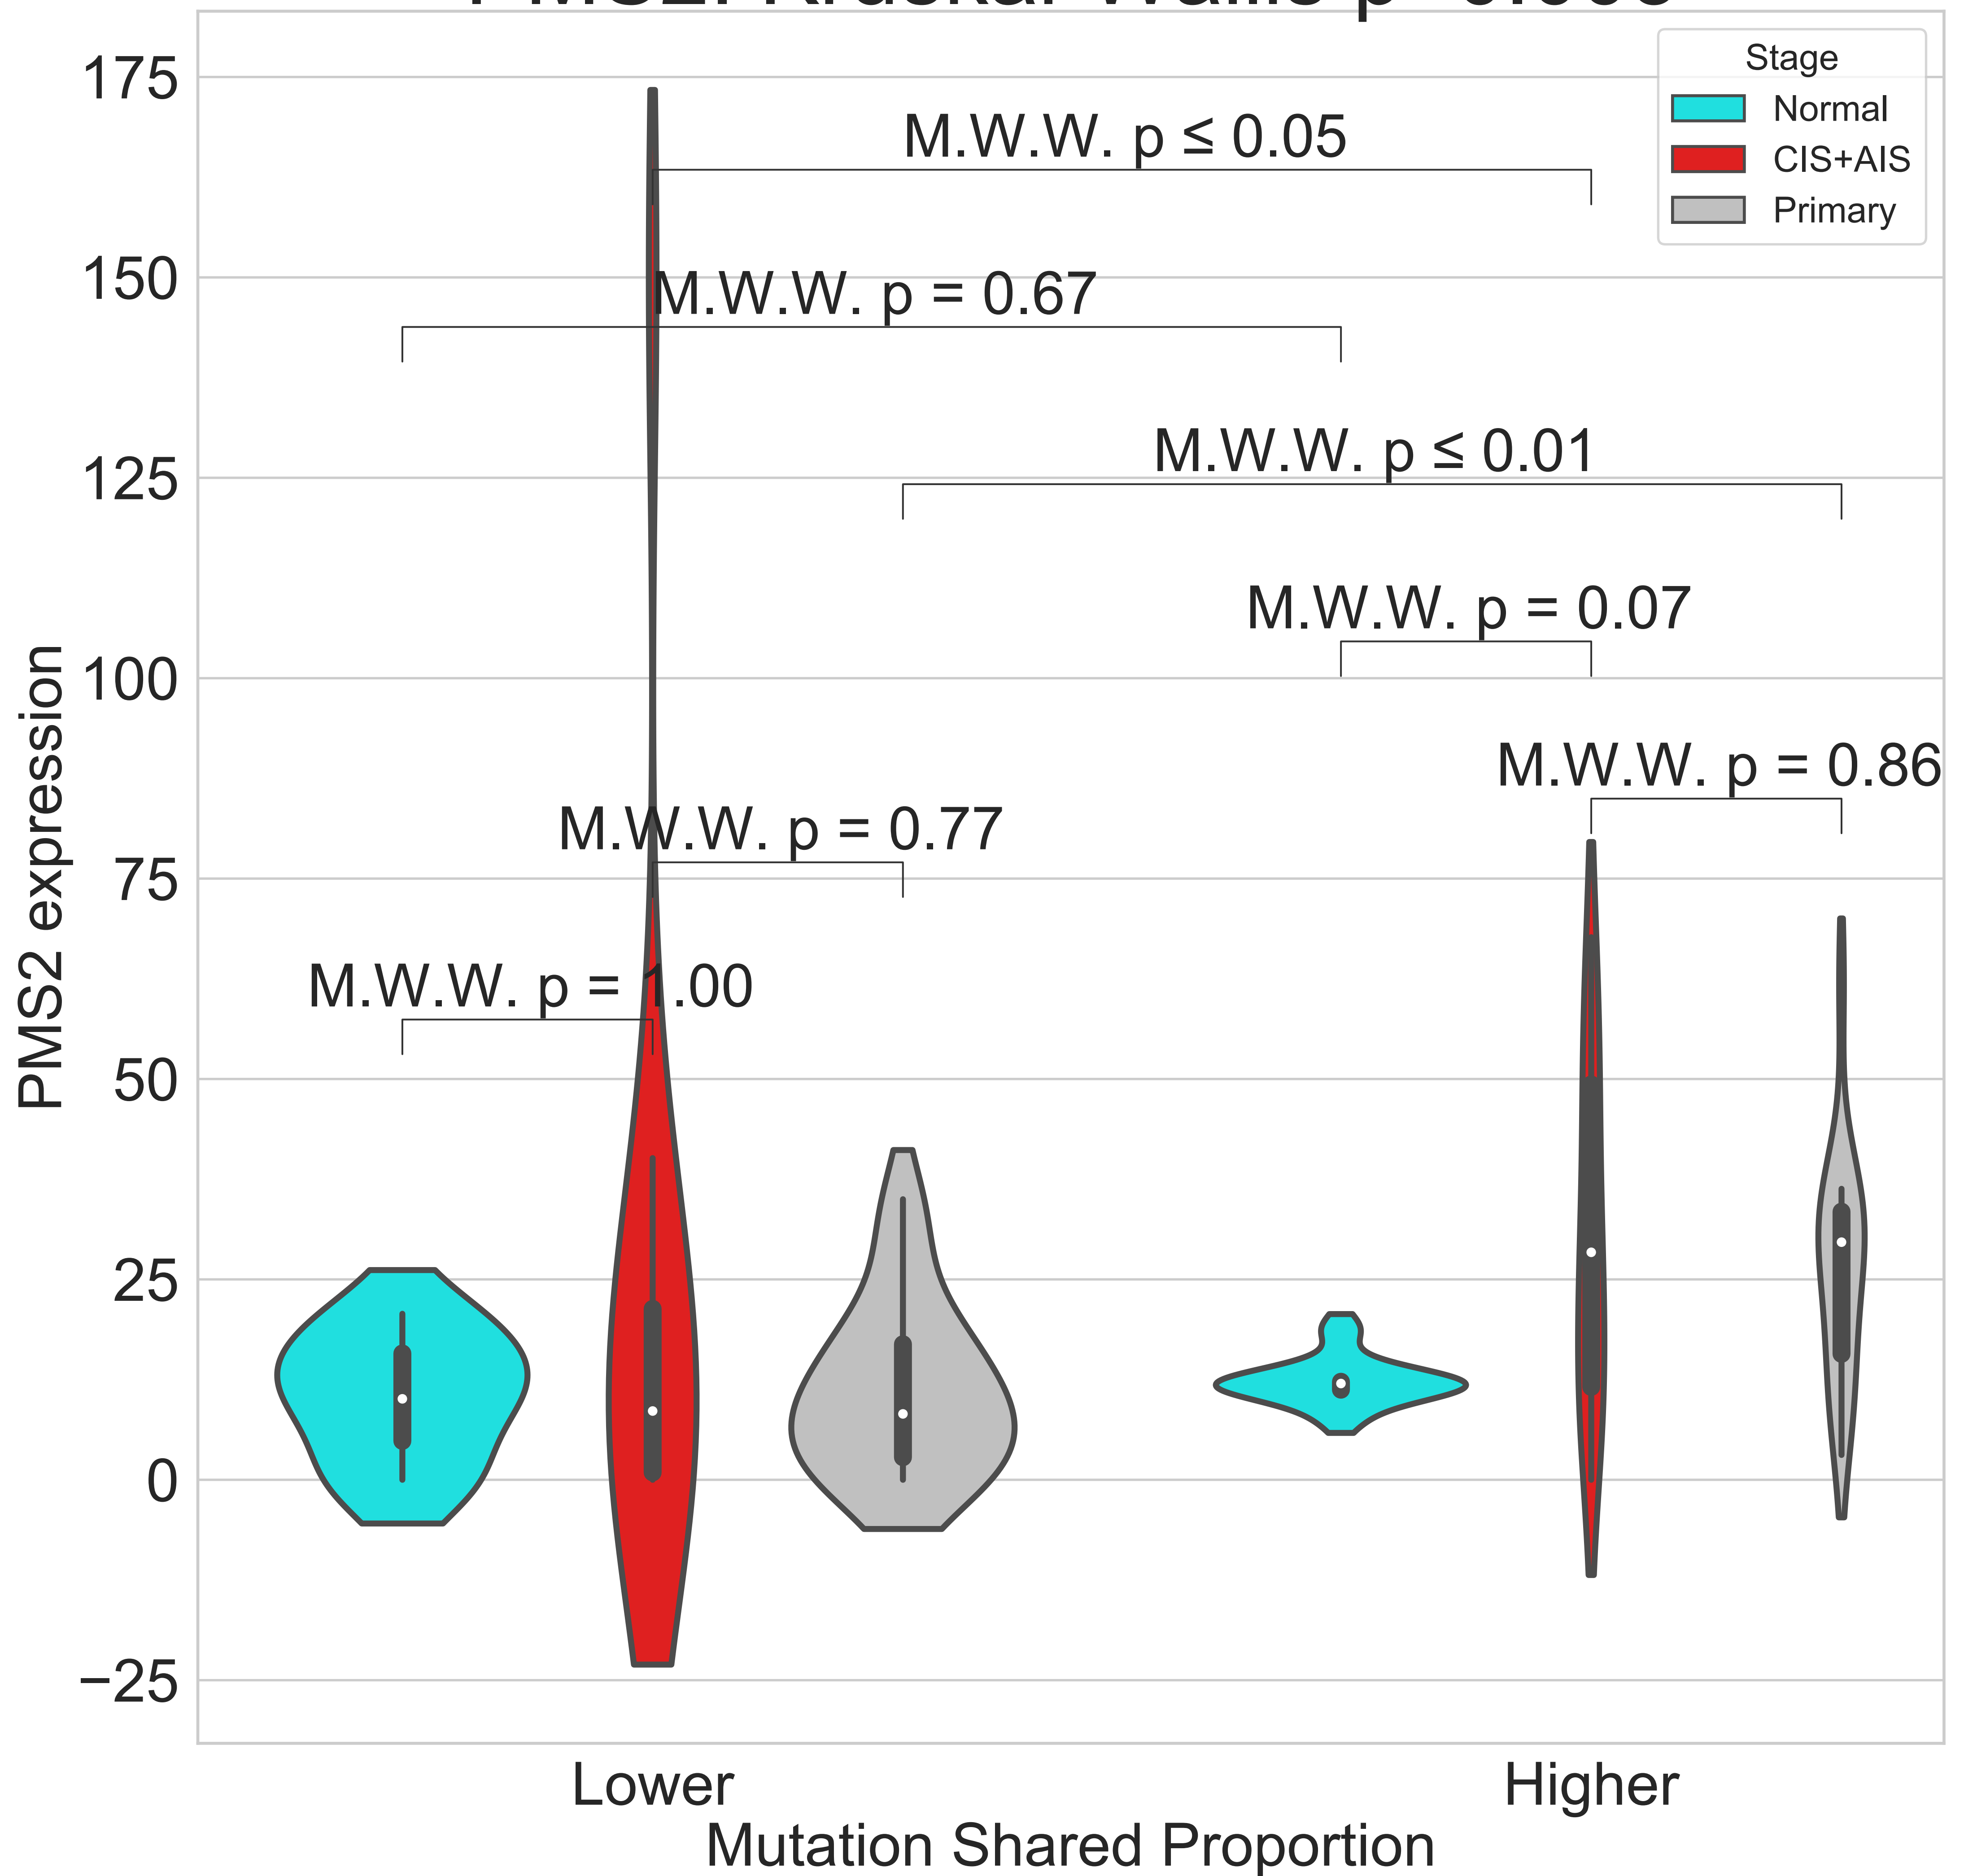 175
Stage
Normal
CIS+AIS
Primary
M.W.W. p ≤ 0.05
150
M.W.W. p = 0.67
125
M.W.W. p ≤ 0.01
M.W.W. p = 0.07
100
M.W.W. p = 0.86
M.W.W. p = 0.77
75
M.W.W. p = 1.00
50
25
0
−25
PMS2 expression
Lower
Higher
Mutation Shared Proportion